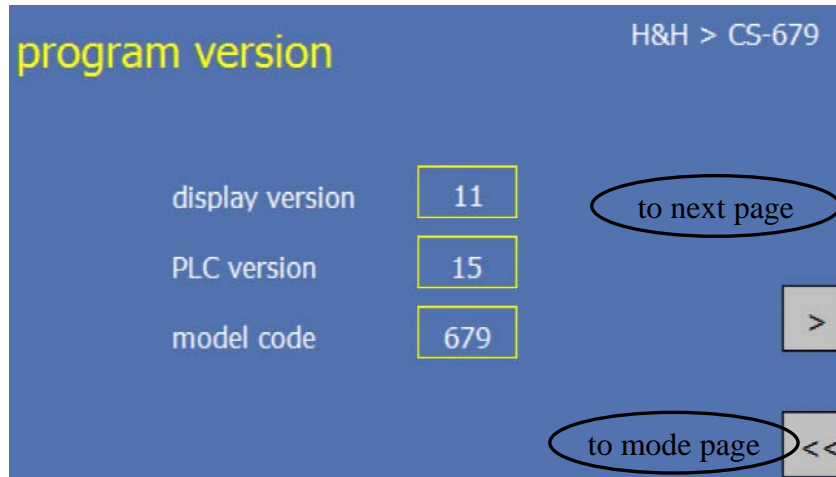 program version
H&H > CS-679
display version 11
to next page
PLC version 15
>
model code 679
to mode page
<<